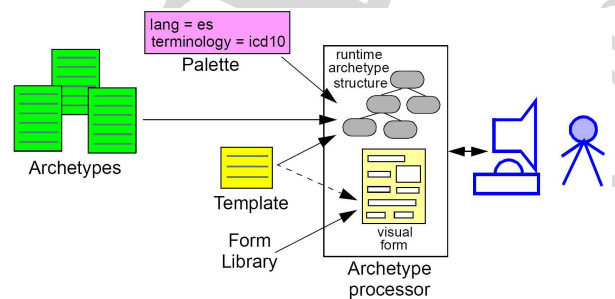 lang = es
terminology = icd10
Palette
runtime
archetype
structure
Archetypes
Template
Form
Library
visual
form
Archetype
processor